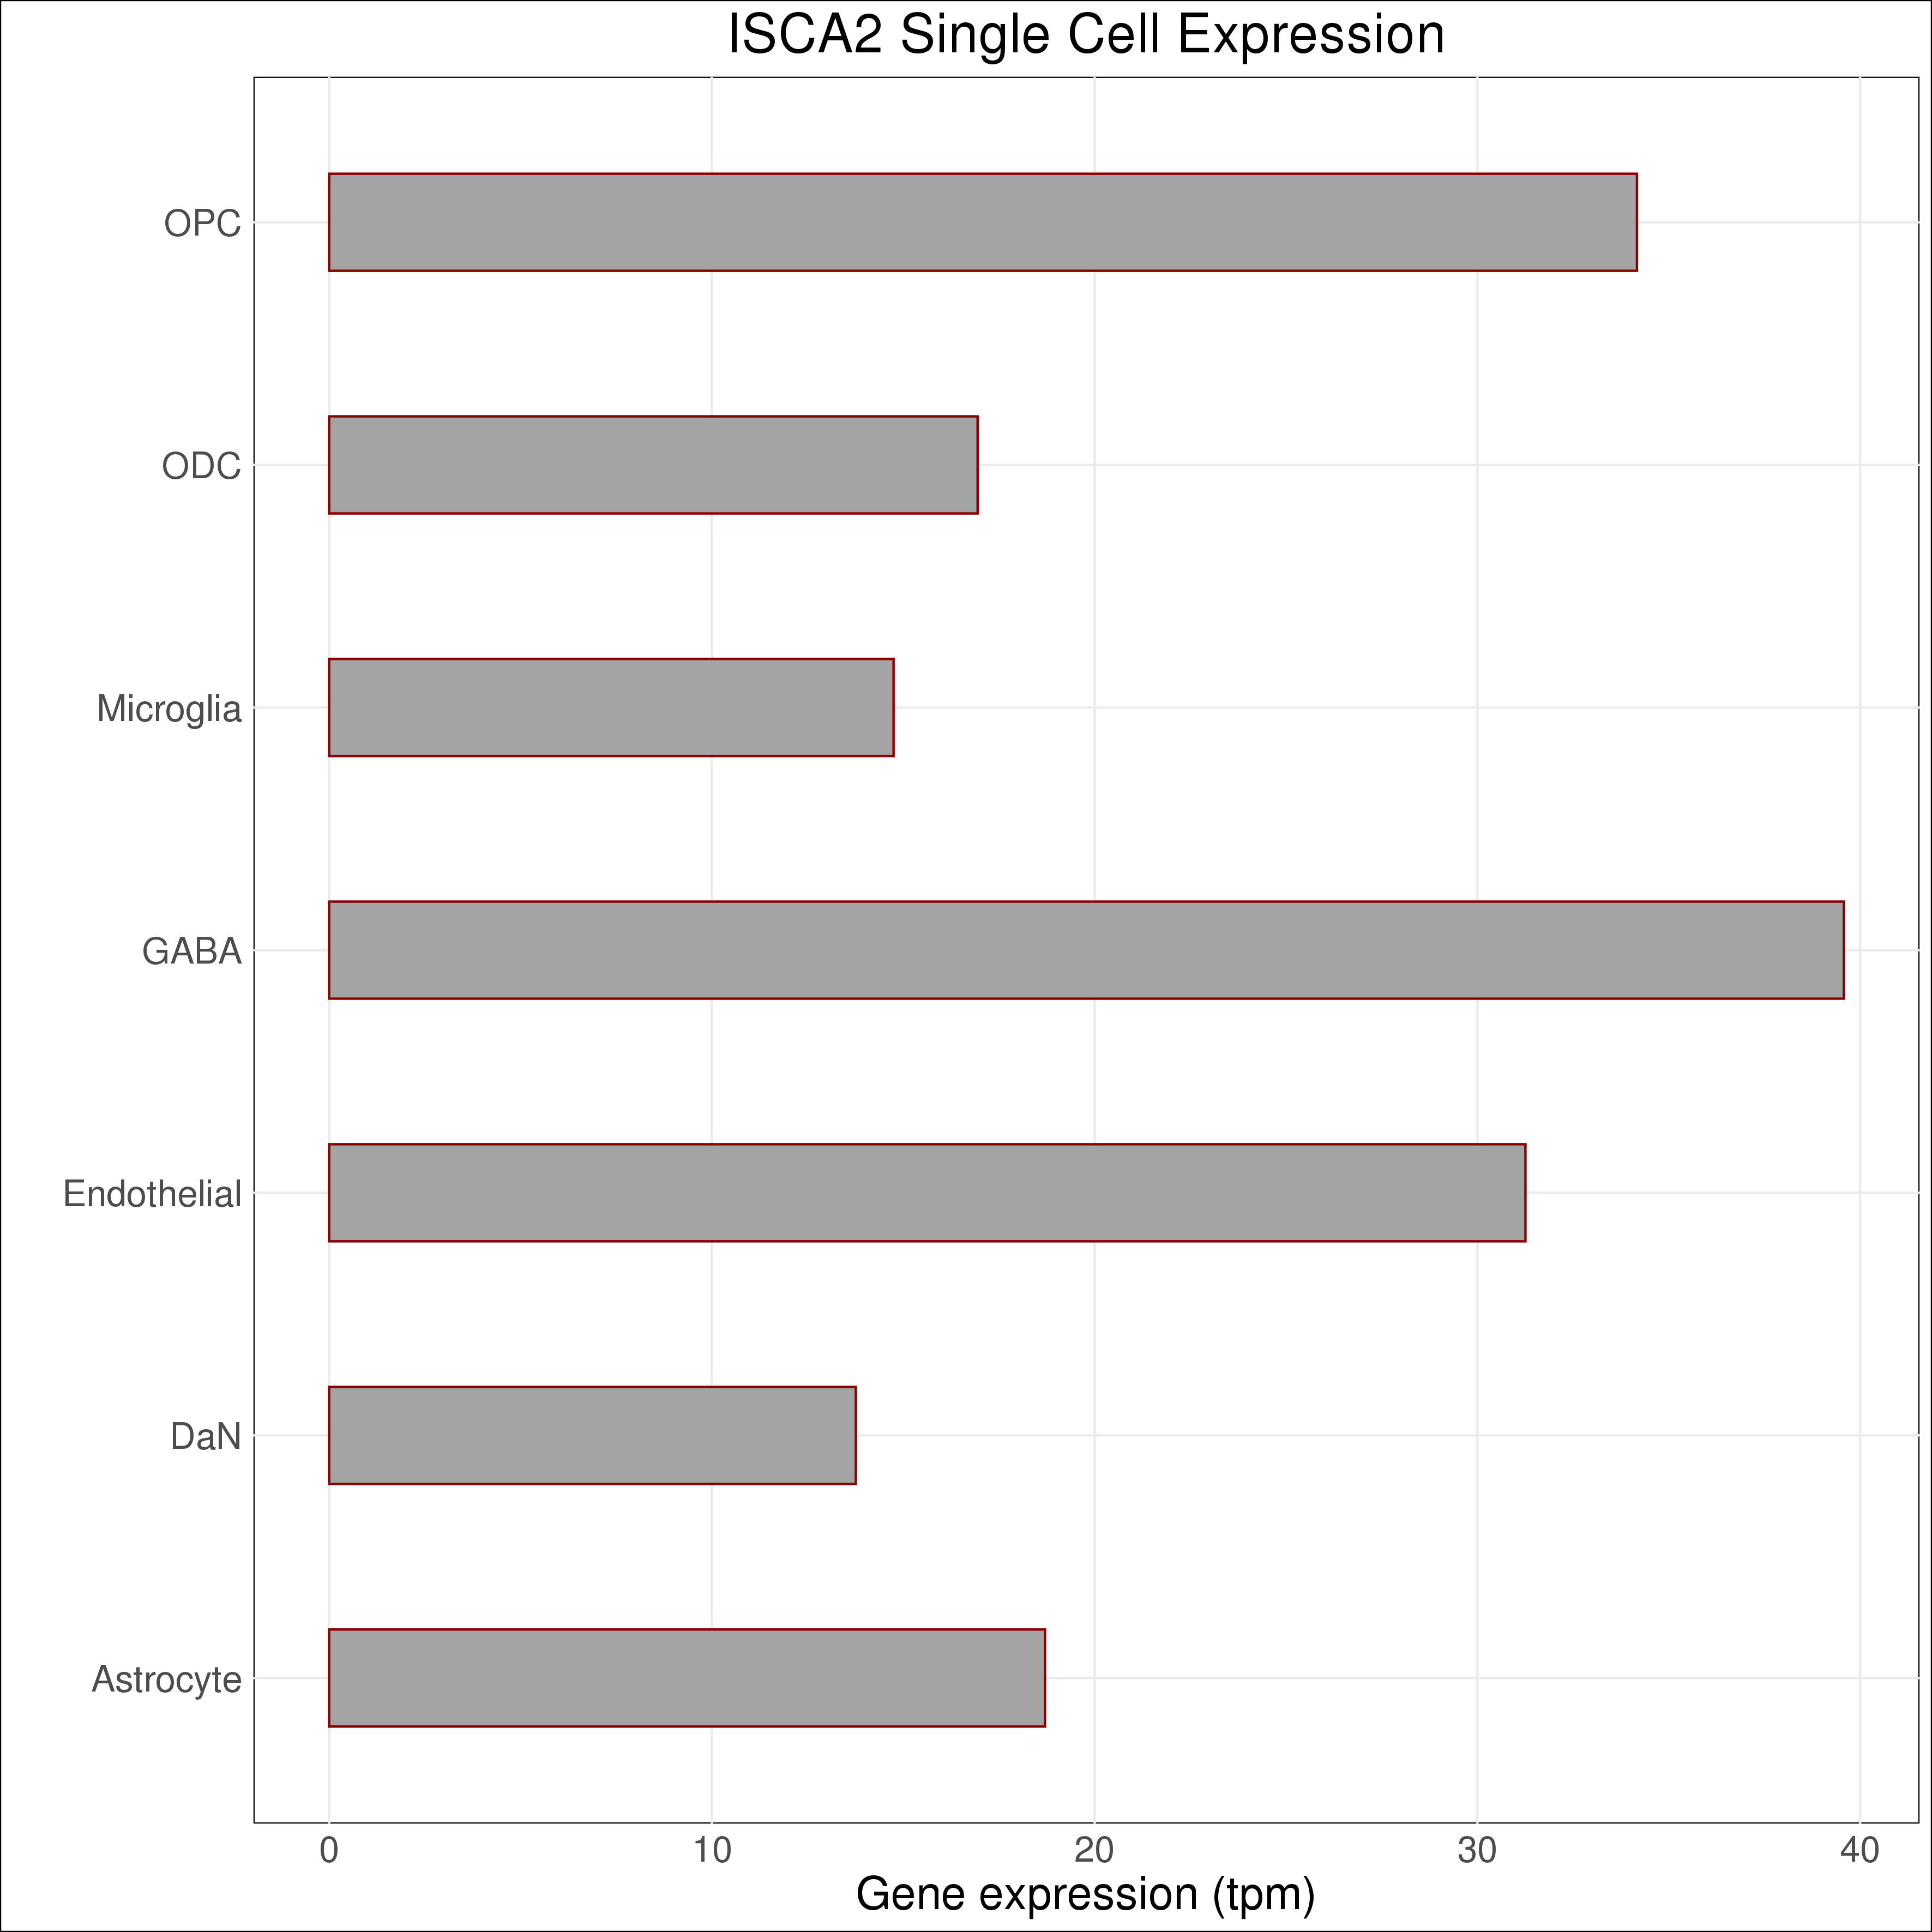 ISCA2 Single Cell Expression
OPC
ODC
Microglia
GABA
Endothelial
DaN
Astrocyte
0 10 20 30 40
Gene expression (tpm)